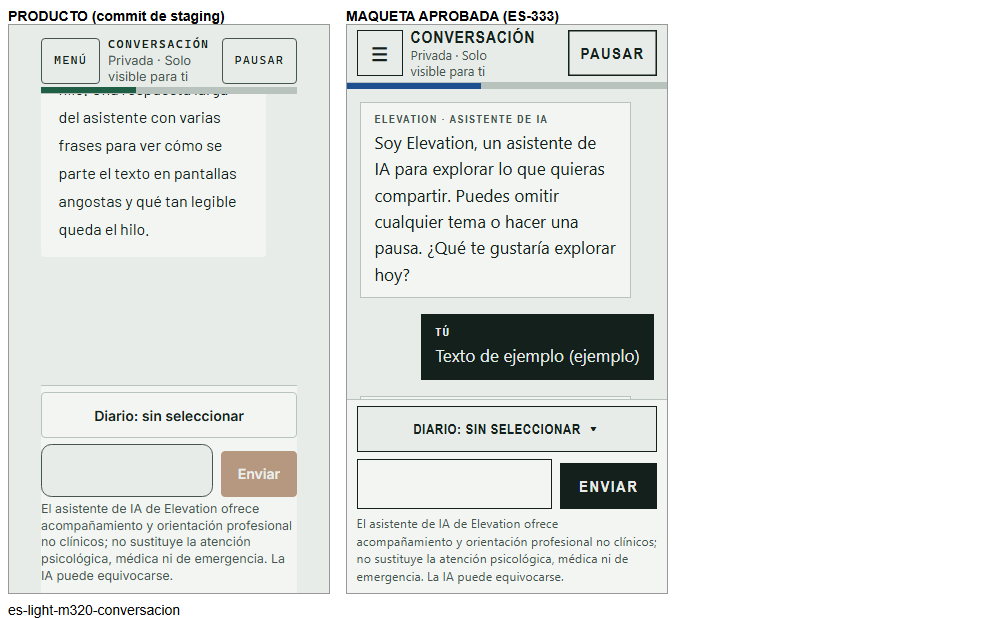 PRODUCTO (commit de staging)
MENÚ
CONVERSACIÓN
Privada · Solo
visible para ti
PAUSAR
del asistente con varias
frases para ver cómo se
parte el texto en pantallas
angostas y qué tan legible
queda el hilo.
Diario: sin seleccionar
Enviar
El asistente de IA de Elevation ofrece
acompañamiento y orientación profesional
no clínicos; no sustituye la atención
psicológica, médica ni de emergencia. La
IA puede equivocarse.
es-light-m320-conversacion
MAQUETA APROBADA (ES-333)
☰
CONVERSACIÓN
Privada · Solo
visible para ti
PAUSAR
ELEVATION · ASISTENTE DE IA
Soy Elevation, un asistente de
IA para explorar lo que quieras
compartir. Puedes omitir
cualquier tema o hacer una
pausa. ¿Qué te gustaría explorar
hoy?
TÚ
Texto de ejemplo (ejemplo)
DIARIO: SIN SELECCIONAR ▾
ENVIAR
El asistente de IA de Elevation ofrece
acompañamiento y orientación profesional no clínicos;
no sustituye la atención psicológica, médica ni de
emergencia. La IA puede equivocarse.